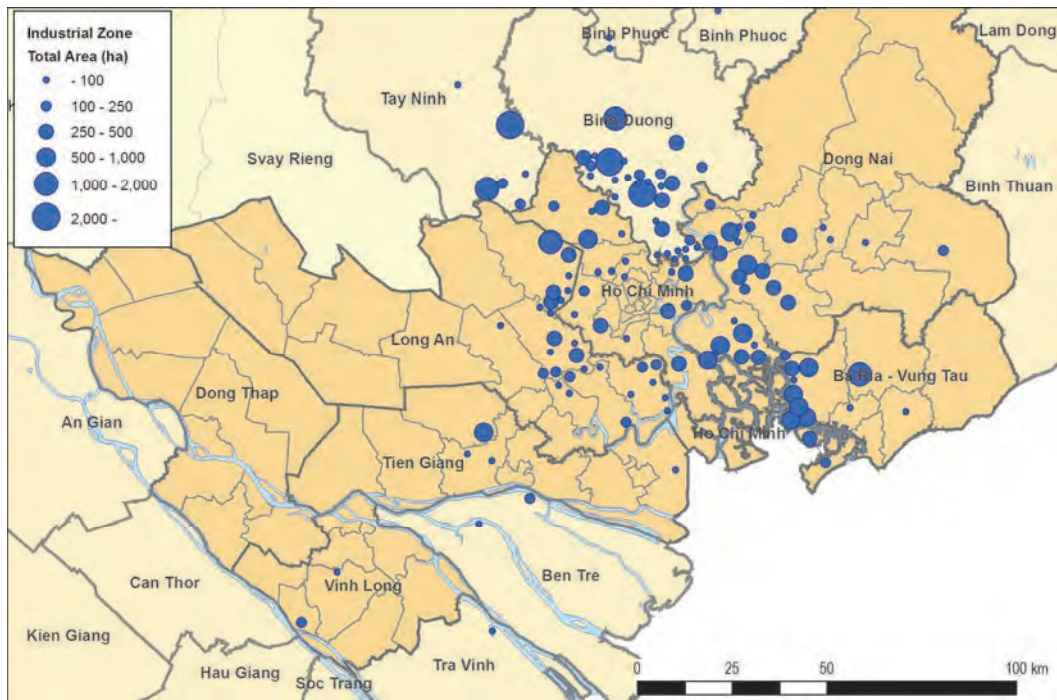 Industrial Zone
Total Area (ha)
- 100
100 - 250
250 - 500
500 - 1,000
1,000 - 2,000
2,000 -
Binh Phuoc
Binh Phuoc
Lam Dong
Tay Ninh
Binh Duong
Svay Rieng
Dong Nai
Binh Thuan
Ho Chi Minh
Long An
Dong Thap
Ba Ria - Vung Tau
An Gian
Ho Chi Minh
Tien Giang
Can Thor
Vinh Long
Ben Tre
Kien Giang
Hau Giang
Soc Trang
Tra Vinh
0 25 50 100 km